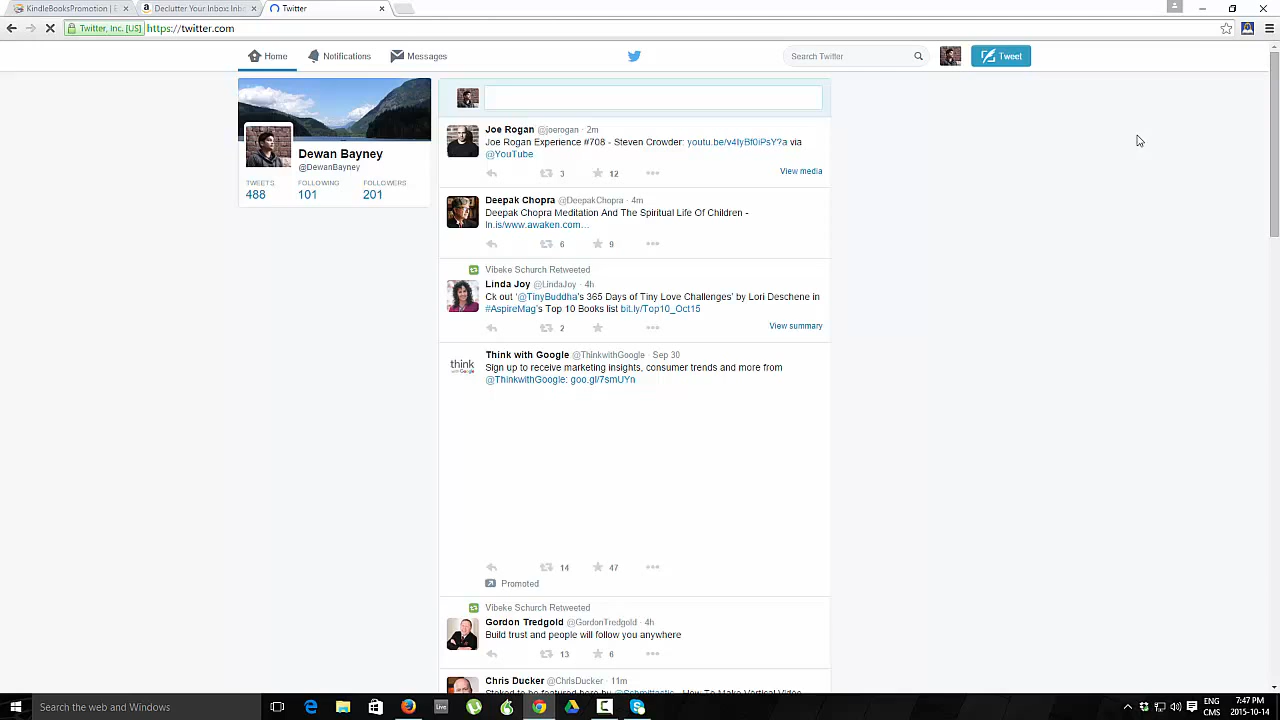 KindleBooksPromotion |
Declutter Your Inbox: Inbo
Twitter
Twitter, Inc. [US]
https://twitter.com
Home
Notifications
Messages
Search Twitter
Tweet
Dewan Bayney
@DewanBayney
TWEETS FOLLOWING FOLLOWERS
488 101 201
Joe Rogan @joerogan · 2m
Joe Rogan Experience #708 - Steven Crowder: youtu.be/v4IyBf0iPsY?a via
@YouTube
3 12
View media
Deepak Chopra @DeepakChopra · 4m
Deepak Chopra Meditation And The Spiritual Life Of Children -
ln.is/www.awaken.com…
6 9
Vibeke Schurch Retweeted
Linda Joy @LindaJoy · 4h
Ck out '@TinyBuddha's 365 Days of Tiny Love Challenges' by Lori Deschene in
#AspireMag's Top 10 Books list bit.ly/Top10_Oct15
2
View summary
think
with Google
Think with Google @ThinkwithGoogle · Sep 30
Sign up to receive marketing insights, consumer trends and more from
@ThinkwithGoogle: goo.gl/7smUYn
14 47
Promoted
Vibeke Schurch Retweeted
Gordon Tredgold @GordonTredgold · 4h
Build trust and people will follow you anywhere
13 6
Chris Ducker @ChrisDucker · 11m
Search the web and Windows
Live
ENG
CMS
7:47 PM
2015-10-14